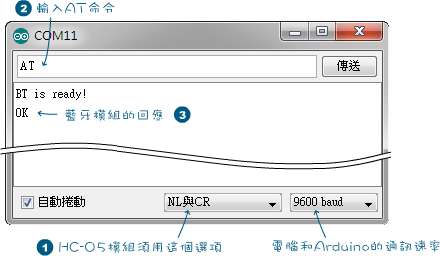 ❷ 輸入AT命令
COM11
AT
傳送
BT is ready!
OK
藍牙模組的回應 ❸
自動捲動
NL與CR
9600 baud
❶ HC-05模組須用這個選項
電腦和Arduino的通訊速率